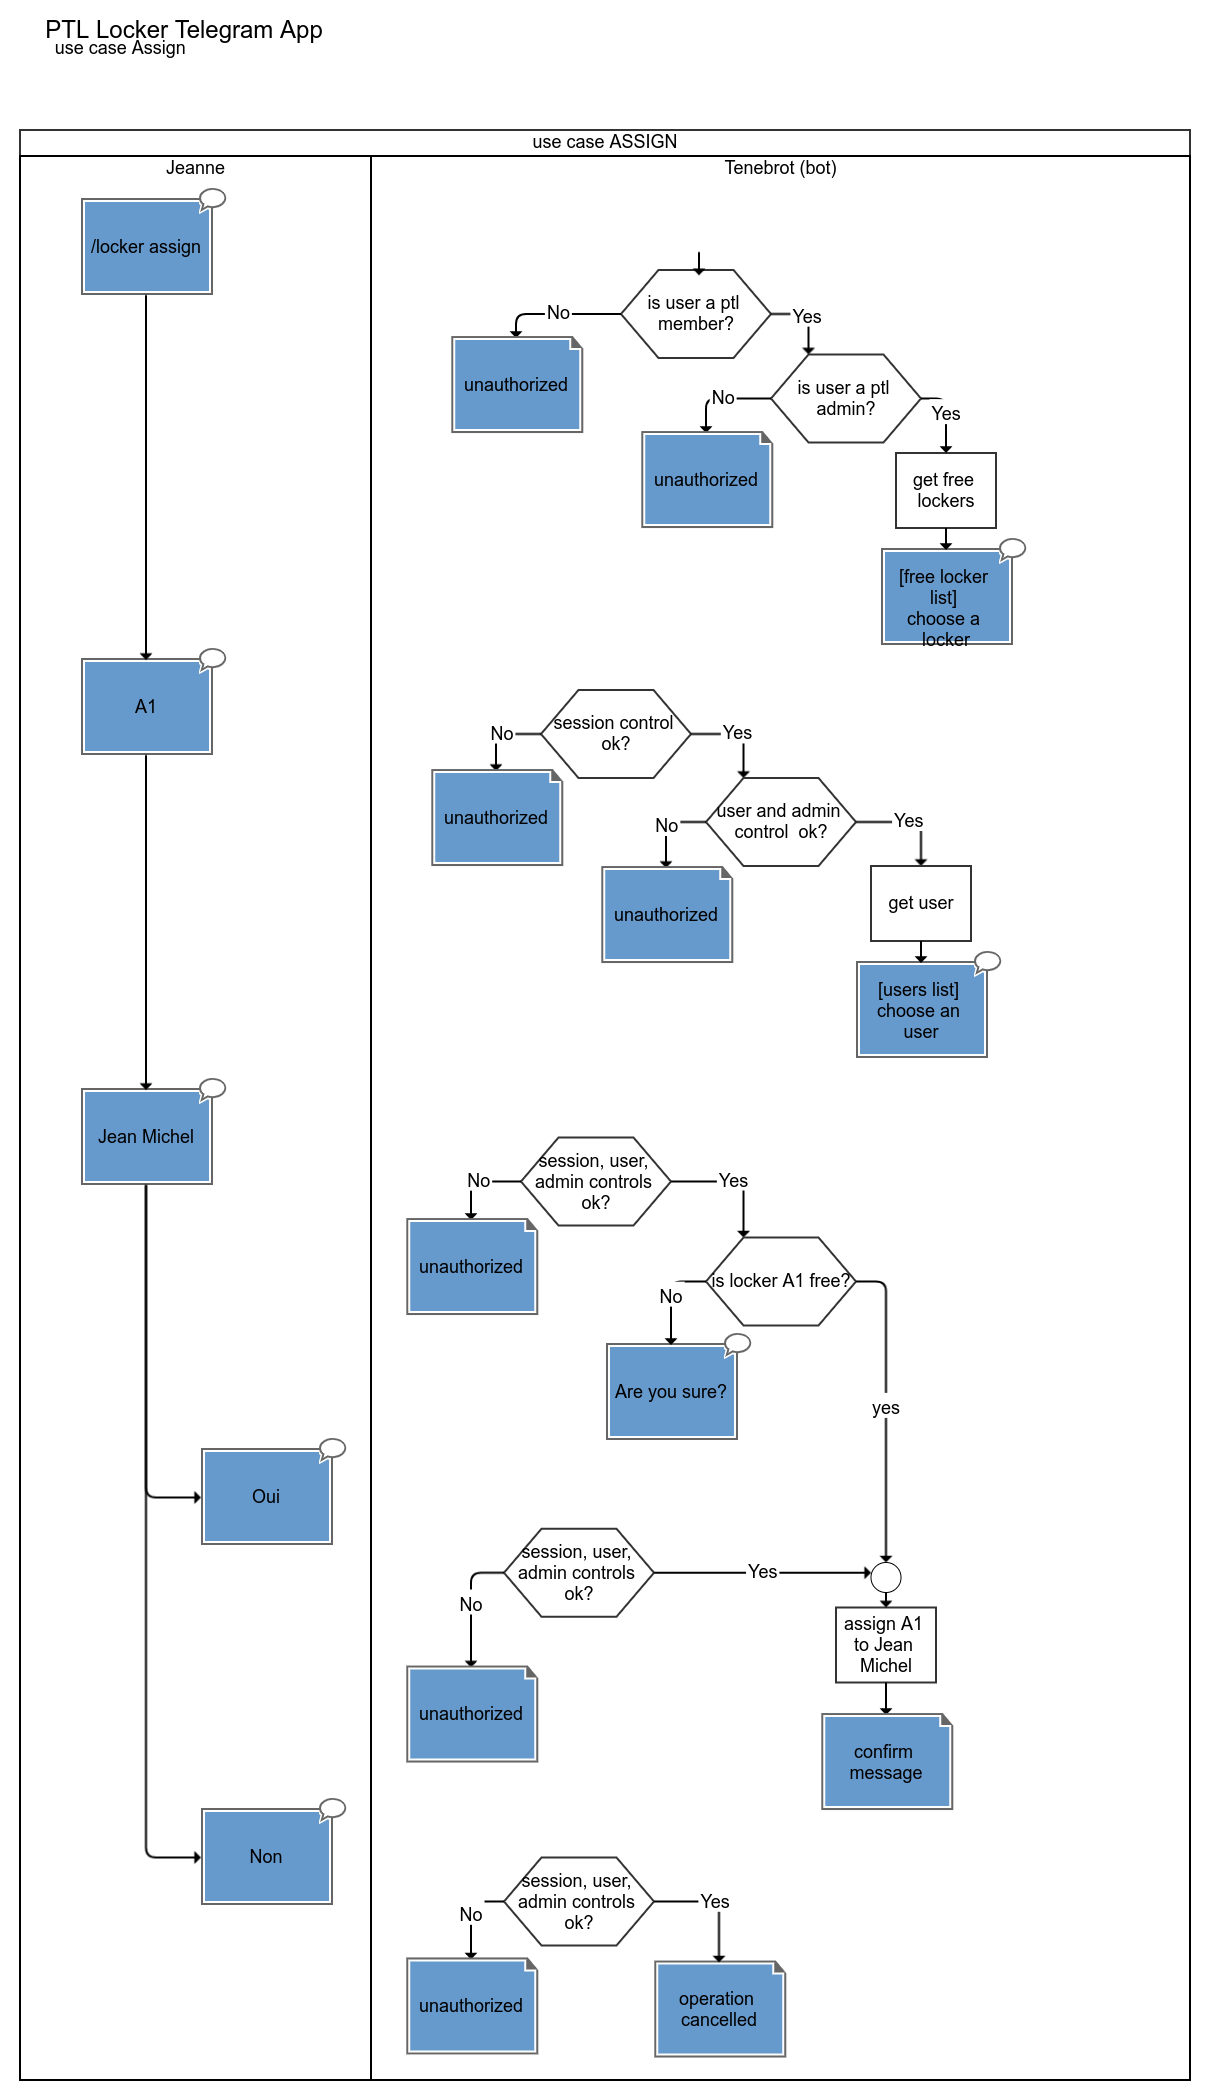 PTL Locker Telegram App
use case Assign
use case ASSIGN
Jeanne
Tenebrot (bot)
/locker assign
is user a ptl
member?
No
Yes
unauthorized
is user a ptl
admin?
No
Yes
unauthorized
get free
lockers
[free locker
list]
choose a
locker
A1
session control
ok?
No
Yes
unauthorized
user and admin
control  ok?
No
Yes
unauthorized
get user
[users list]
choose an
user
Jean Michel
session, user,
admin controls
ok?
No
Yes
unauthorized
is locker A1 free?
No
yes
Are you sure?
Oui
session, user,
admin controls
ok?
No
Yes
unauthorized
assign A1
to Jean
Michel
confirm
message
Non
session, user,
admin controls
ok?
No
Yes
unauthorized
operation
cancelled